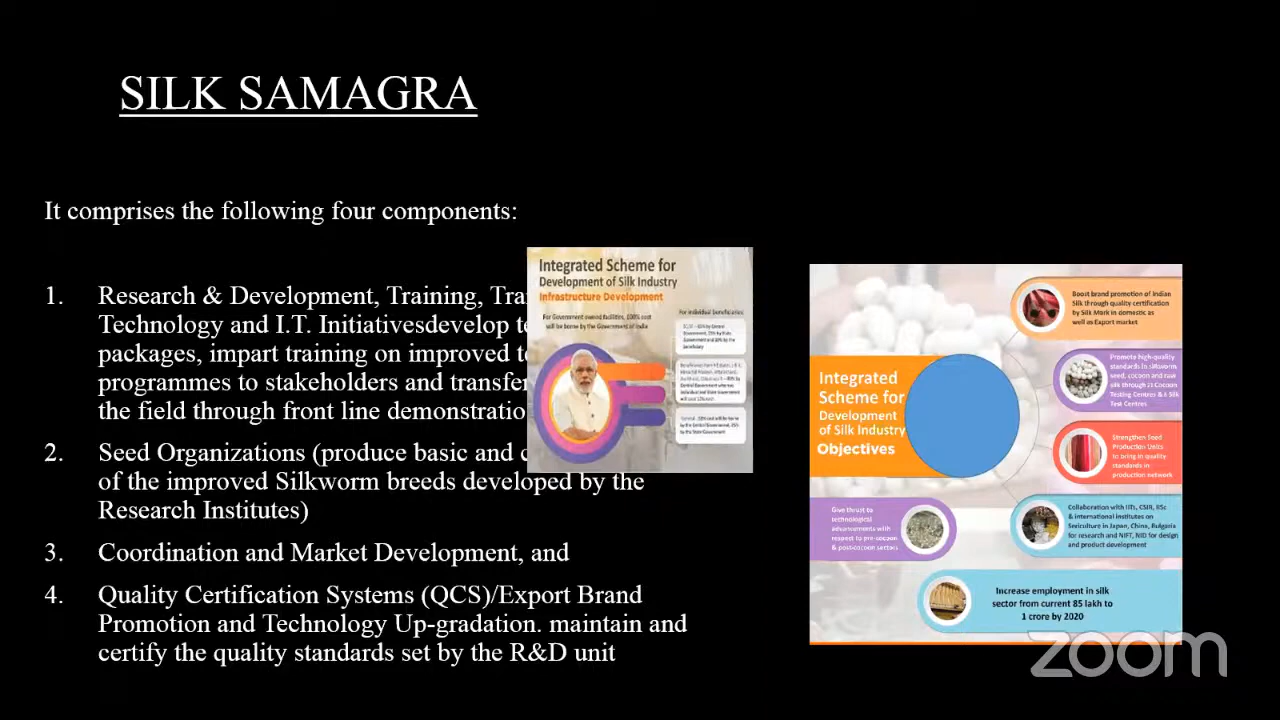 SILK SAMAGRA
It comprises the following four components:
1. Research & Development, Training,
Technology and I.T. Initiativesdevelop
packages, impart training on improved
programmes to stakeholders and
the field through front line
2. Seed Organizations (produce basic and
of the improved Silkworm breeds developed by the
Research Institutes)
3. Coordination and Market Development, and
4. Quality Certification Systems (QCS)/Export Brand
Promotion and Technology Up-gradation. maintain and
certify the quality standards set by the R&D unit
Integrated Scheme for
Development of Silk Industry
Infrastructure Development
For Government owned facilities, 100% cost
will be borne by the Government of India
For individual beneficiaries
Integrated
Scheme for
Development
of Silk Industry
Objectives
Boost brand promotion of Indian
Silk through quality certification
by Silk Mark in domestic as
well as Export market
Promote high-quality
standards in silkworm
seed, cocoon and raw
silk through 21 Cocoon
Testing Centres & 6 Silk
Test Centres
Strengthen Seed
Production Units
to bring in quality
standards in
production network
Give thrust to
technological
advancements with
respect to pre-cocoon
& post-cocoon sectors
Collaboration with IITs, CSIR, IISc
& international institutes on
Sericulture in Japan, China, Bulgaria
for research and NIFT, NID for design
and product development
Increase employment in silk
sector from current 85 lakh to
1 crore by 2020
zoom